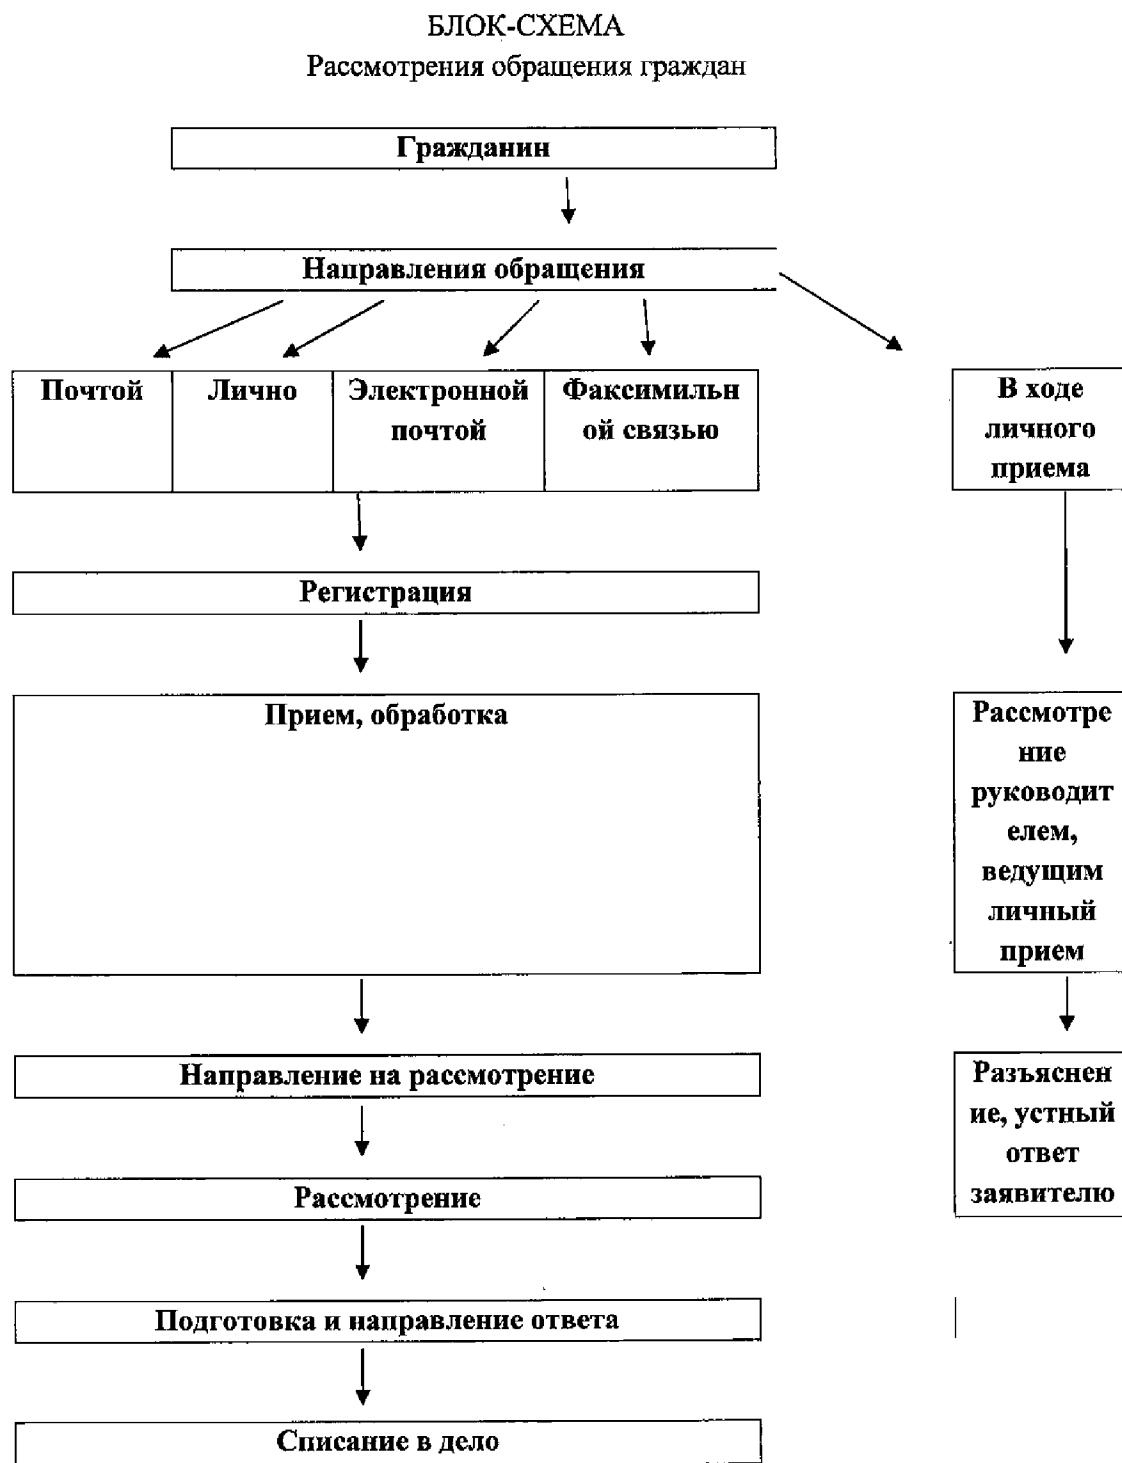 БЛОК-СХЕМА
Рассмотрения обращения граждан
Гражданин
Направления обращения
Почтой
Лично
Электронной
почтой
Факсимильн
ой связью
В ходе
личного
приема
Регистрация
Прием, обработка
Рассмотре
ние
руководит
елем,
ведущим
личный
прием
Направление на рассмотрение
Разъяснен
ие, устный
ответ
заявителю
Рассмотрение
Подготовка и направление ответа
Списание в дело